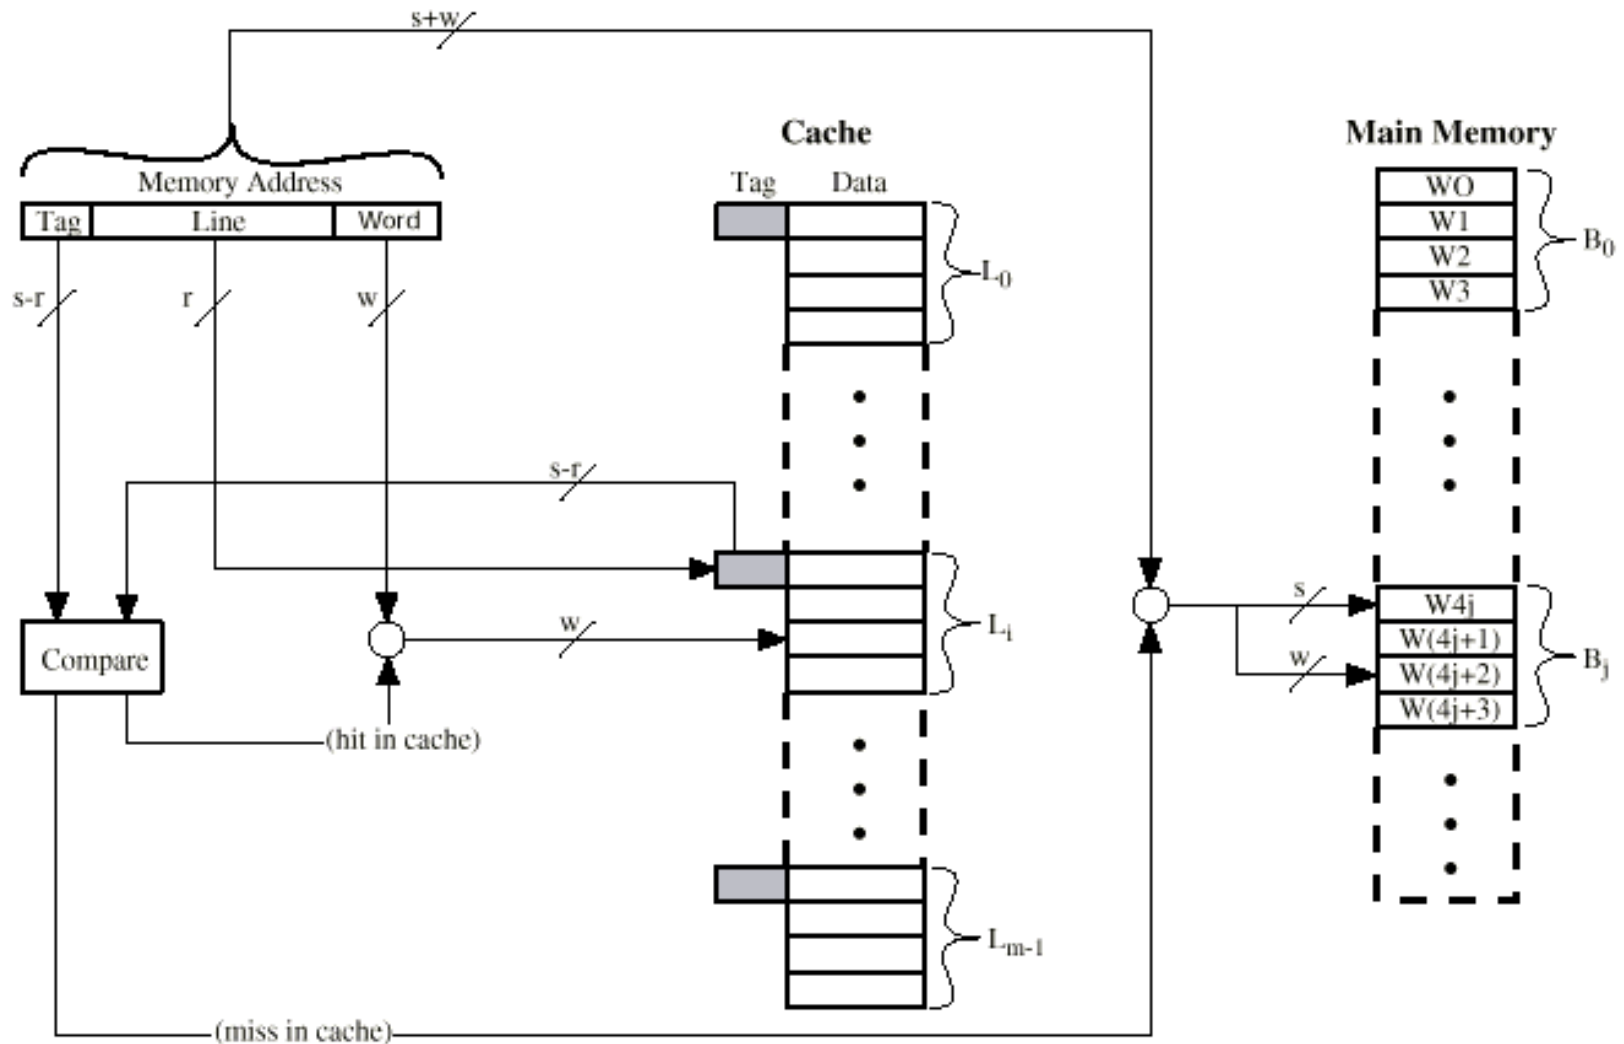 s+w
Cache
Main Memory
Memory Address
Tag Data
Tag Line Word
WO
W1
W2
W3
B0
L0
s-r
r
w
s-r
Li
w
Compare
(hit in cache)
s
w
W4j
W(4j+1)
W(4j+2)
W(4j+3)
Bj
Lm-1
(miss in cache)